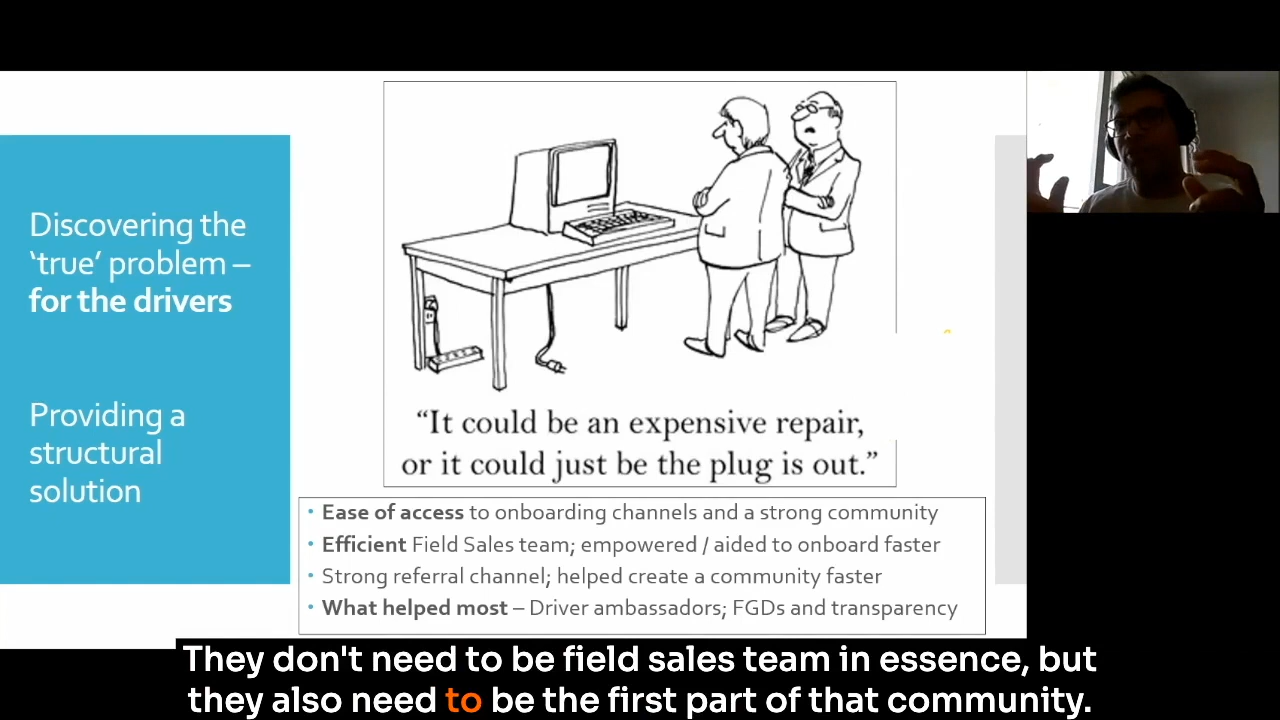 Discovering the
‘true’ problem –
for the drivers
Providing a
structural
solution
“It could be an expensive repair,
or it could just be the plug is out.”
• Ease of access to onboarding channels and a strong community
• Efficient Field Sales team; empowered / aided to onboard faster
• Strong referral channel; helped create a community faster
• What helped most – Driver ambassadors; FGDs and transparency
They don't need to be field sales team in essence, but
they also need to be the first part of that community.